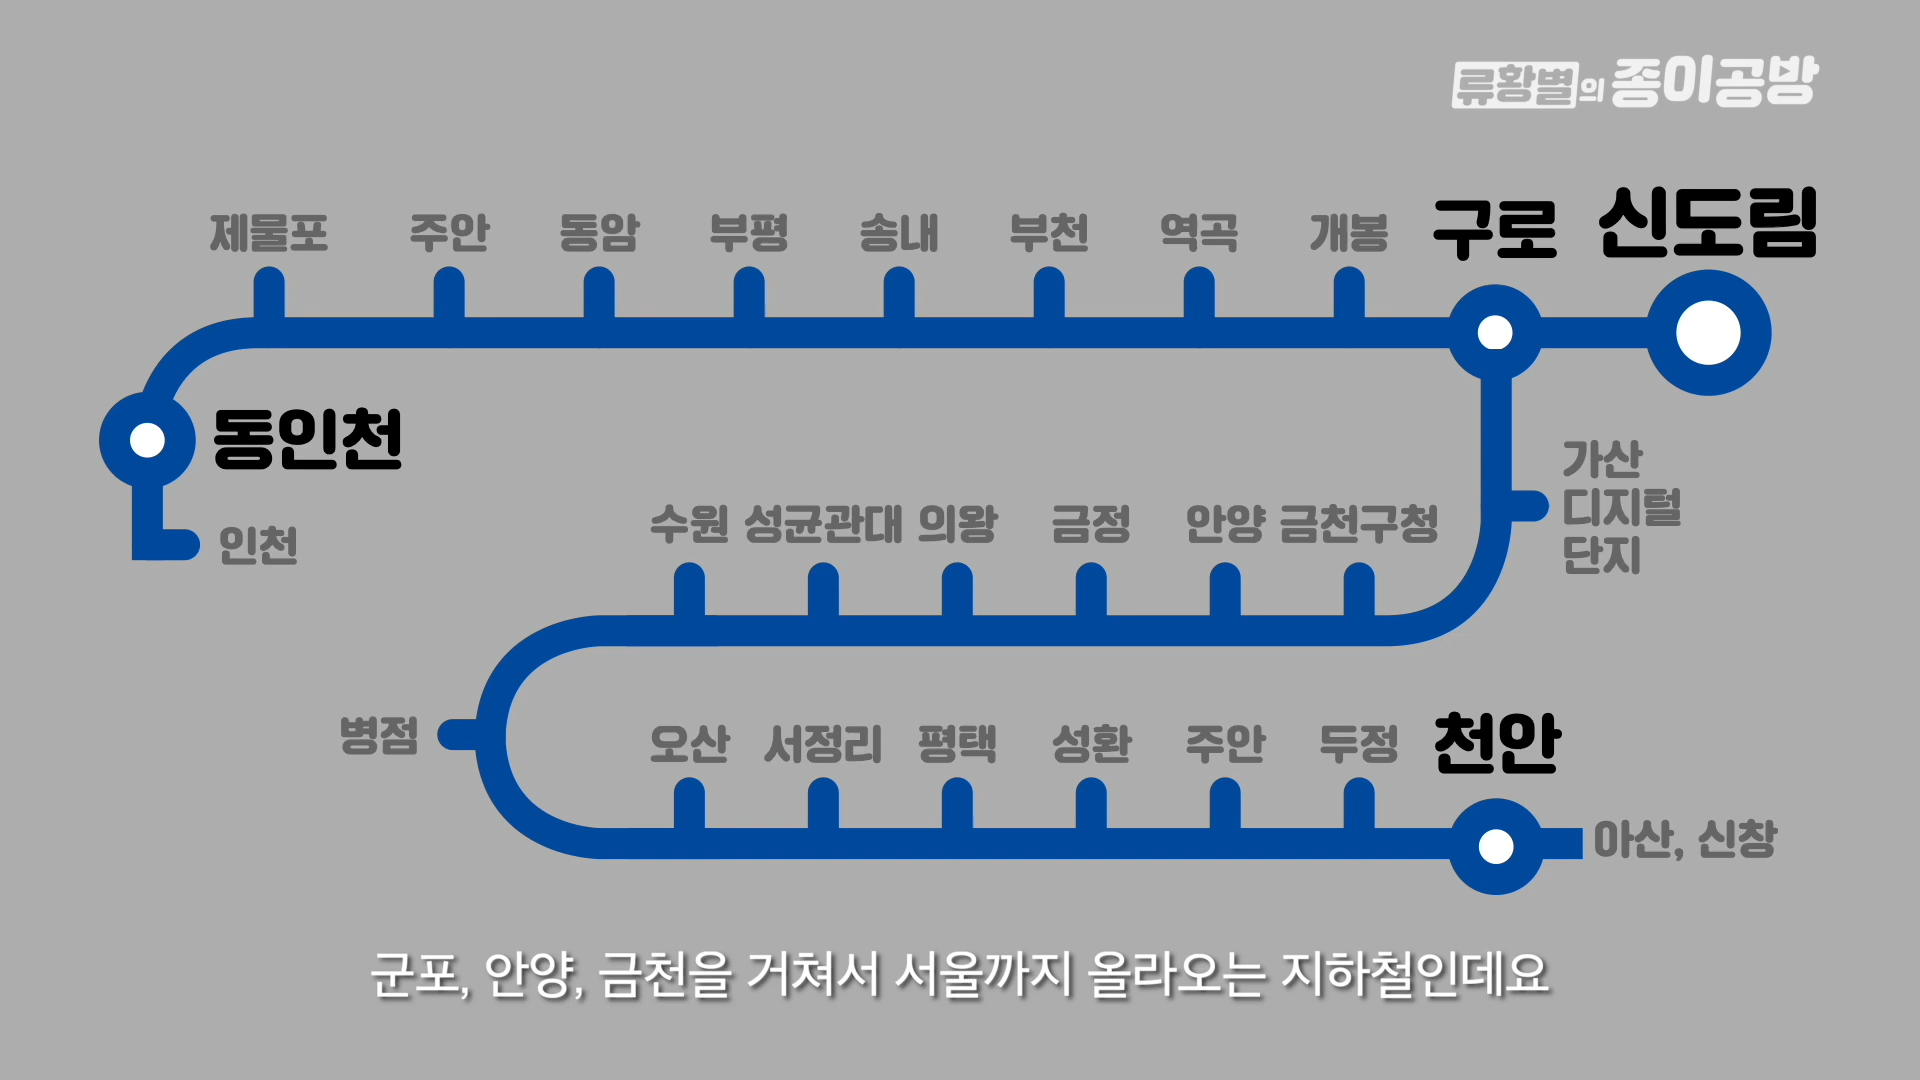 류황별의 종이공방
제물포 주안 동암 부평 송내 부천 역곡 개봉 구로 신도림
동인천
인천
가산
디지털
단지
수원 성균관대 의왕 금정 안양 금천구청
병점
오산 서정리 평택 성환 주안 두정 천안
아산, 신창
군포, 안양, 금천을 거쳐서 서울까지 올라오는 지하철인데요